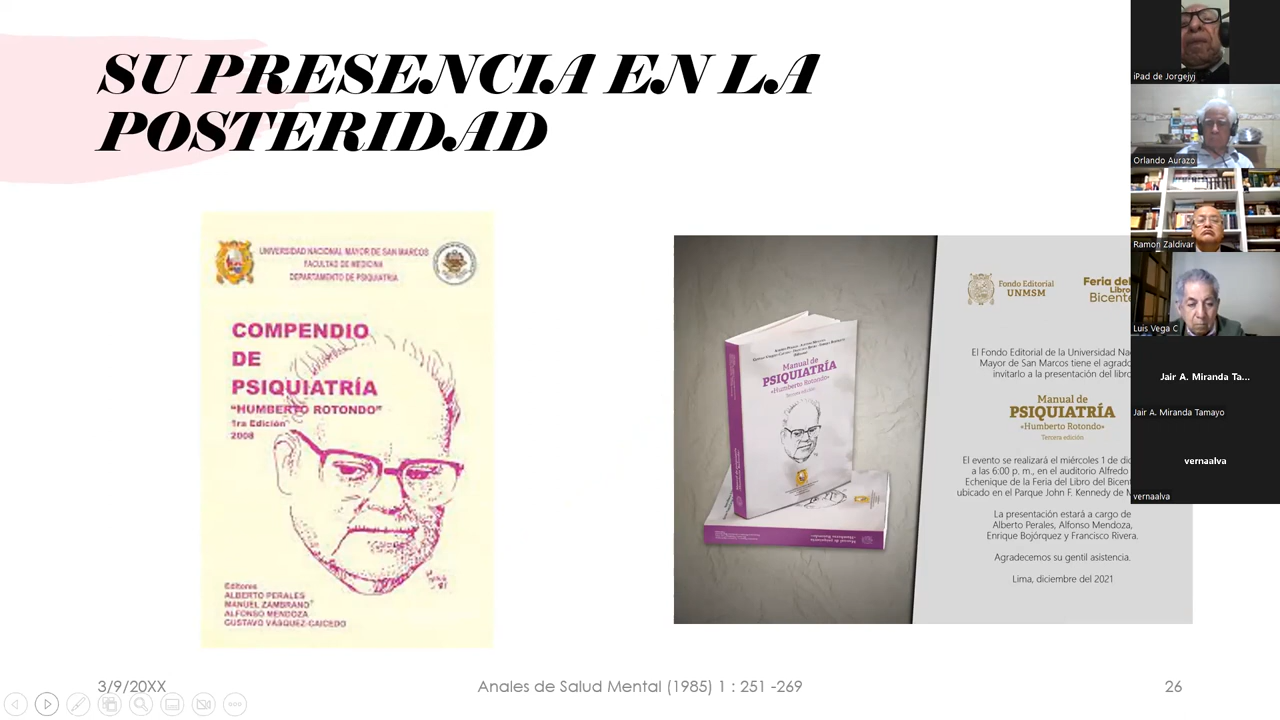 SU PRESENCIA EN LA
POSTERIDAD
UNIVERSIDAD NACIONAL MAYOR DE SAN MARCOS
FACULTAD DE MEDICINA
DEPARTAMENTO DE PSIQUIATRIA
COMPENDIO
DE
PSIQUIATRÍA
"HUMBERTO ROTONDO"
1ra Edición
2008
Editores
ALBERTO PERALES
MANUEL ZAMBRANO
ALFONSO MENDOZA
GUSTAVO VÁSQUEZ-CAICEDO
Manual de
PSIQUIATRÍA
«Humberto Rotondo»
Tercera edición
Fondo Editorial
UNMSM
Feria del
Libro
Bicente
El Fondo Editorial de la Universidad Nac
Mayor de San Marcos tiene el agrado
invitarlo a la presentación del libro
Manual de
PSIQUIATRÍA
«Humberto Rotondo»
Tercera edición
El evento se realizará el miércoles 1 de dic
a las 6:00 p. m., en el auditorio Alfredo
Echenique de la Feria del Libro del Bicent
ubicado en el Parque John F. Kennedy de M
La presentación estará a cargo de
Alberto Perales, Alfonso Mendoza,
Enrique Bojórquez y Francisco Rivera.
Agradecemos su gentil asistencia.
Lima, diciembre del 2021
3/9/20XX
Anales de Salud Mental (1985) 1 : 251 -269
26
iPad de Jorgejyj
Orlando Aurazo
Ramon Zaldivar
Luis Vega C
Jair A. Miranda Ta...
Jair A. Miranda Tamayo
vernaalva
vernaalva